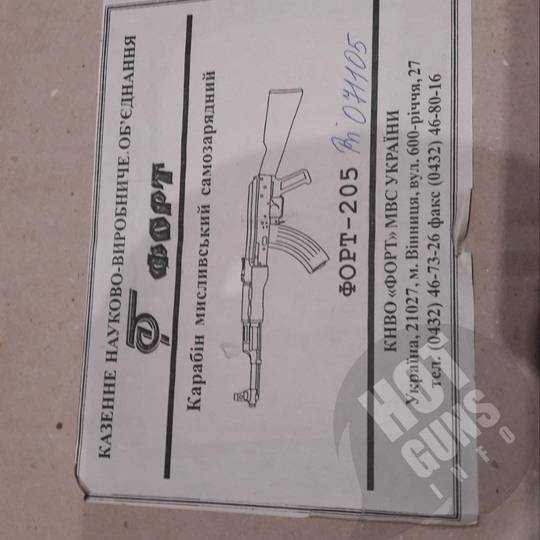 КАЗЕННЕ НАУКОВО-ВИРОБНИЧЕ ОБ'ЄДНАННЯ
ФОРТ
Карабін мисливський самозарядний
ФОРТ-205 071105
КНВО «ФОРТ» МВС УКРАЇНИ
Україна, 21027, м. Вінниця, вул. 600-річчя, 27
тел. (0432) 46-73-26 факс (0432) 46-80-16
HOT
GUNS
INFO